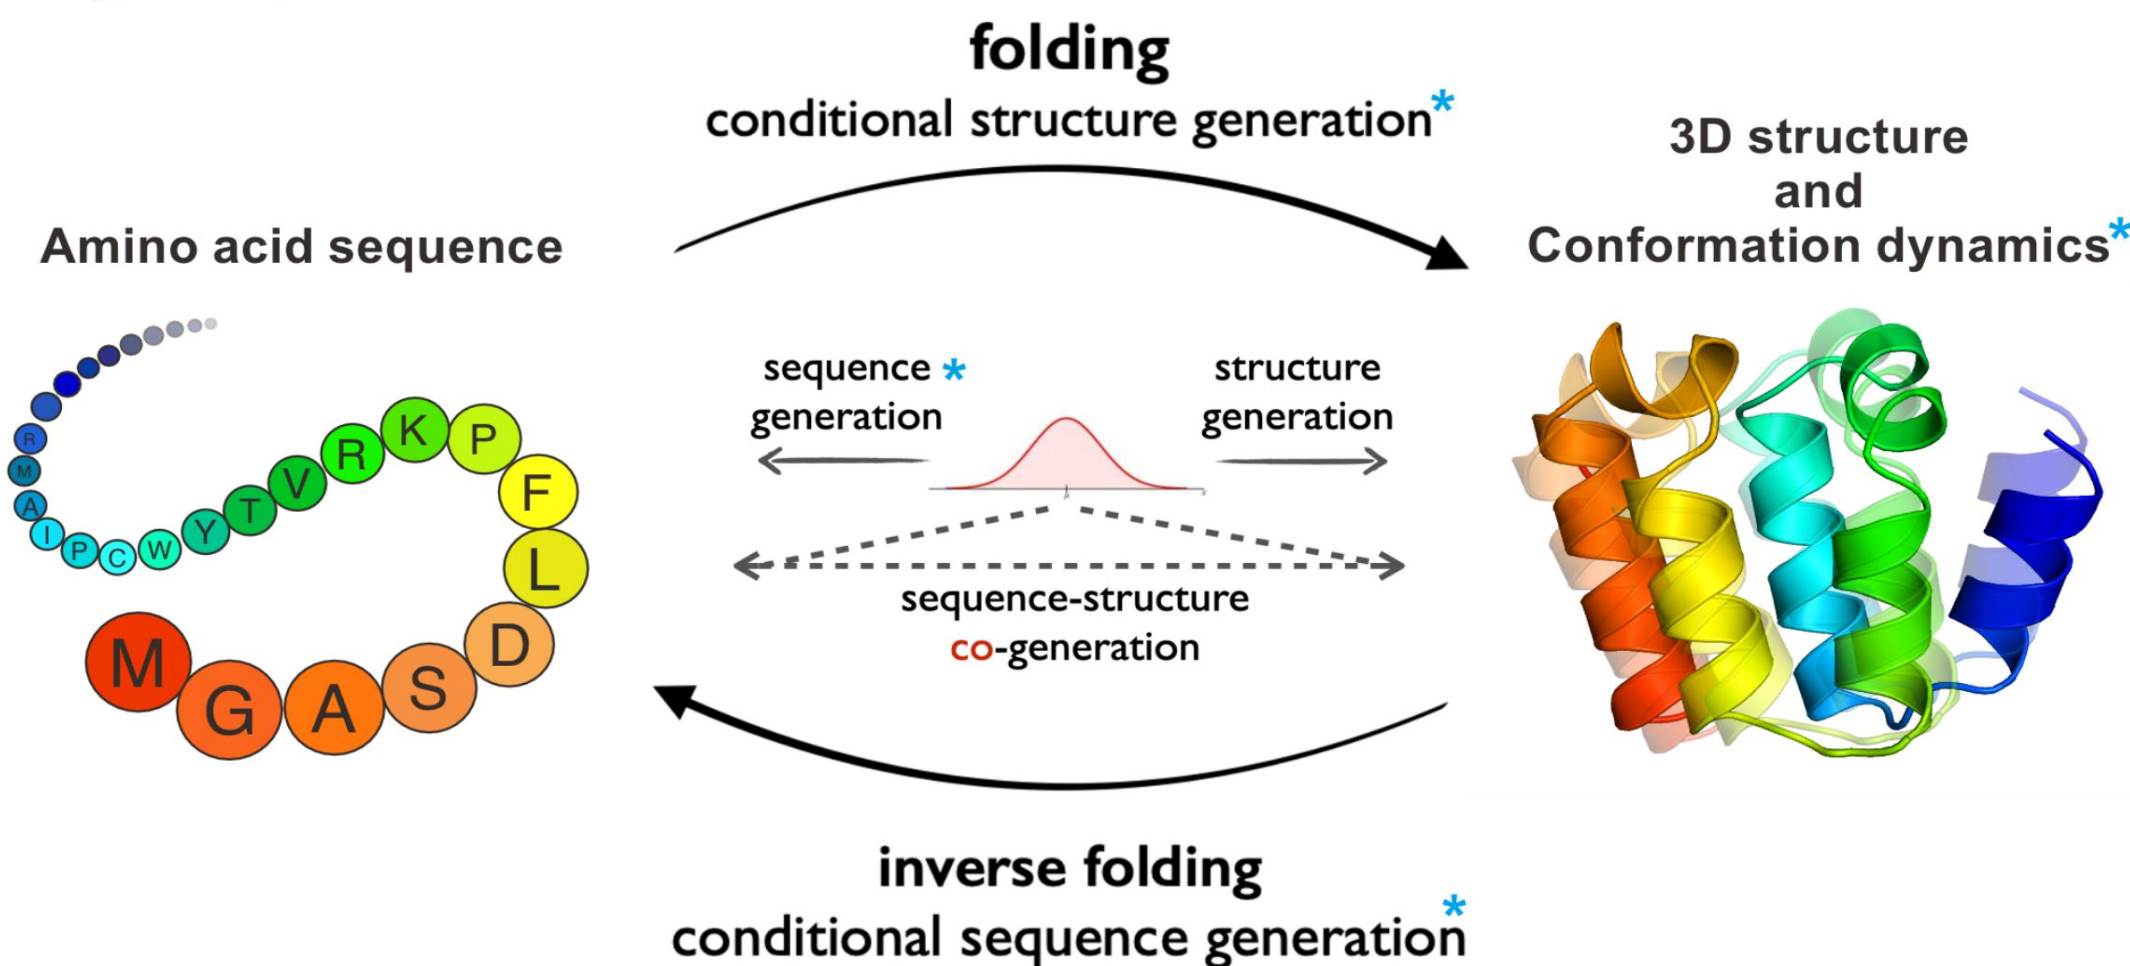 folding
conditional structure generation*
3D structure
and
Conformation dynamics*
Amino acid sequence
sequence *
generation
structure
generation
sequence-structure
co-generation
R
M
A
I
P
C
W
Y
T
V
R
K
P
F
L
D
S
A
G
M
inverse folding
conditional sequence generation*